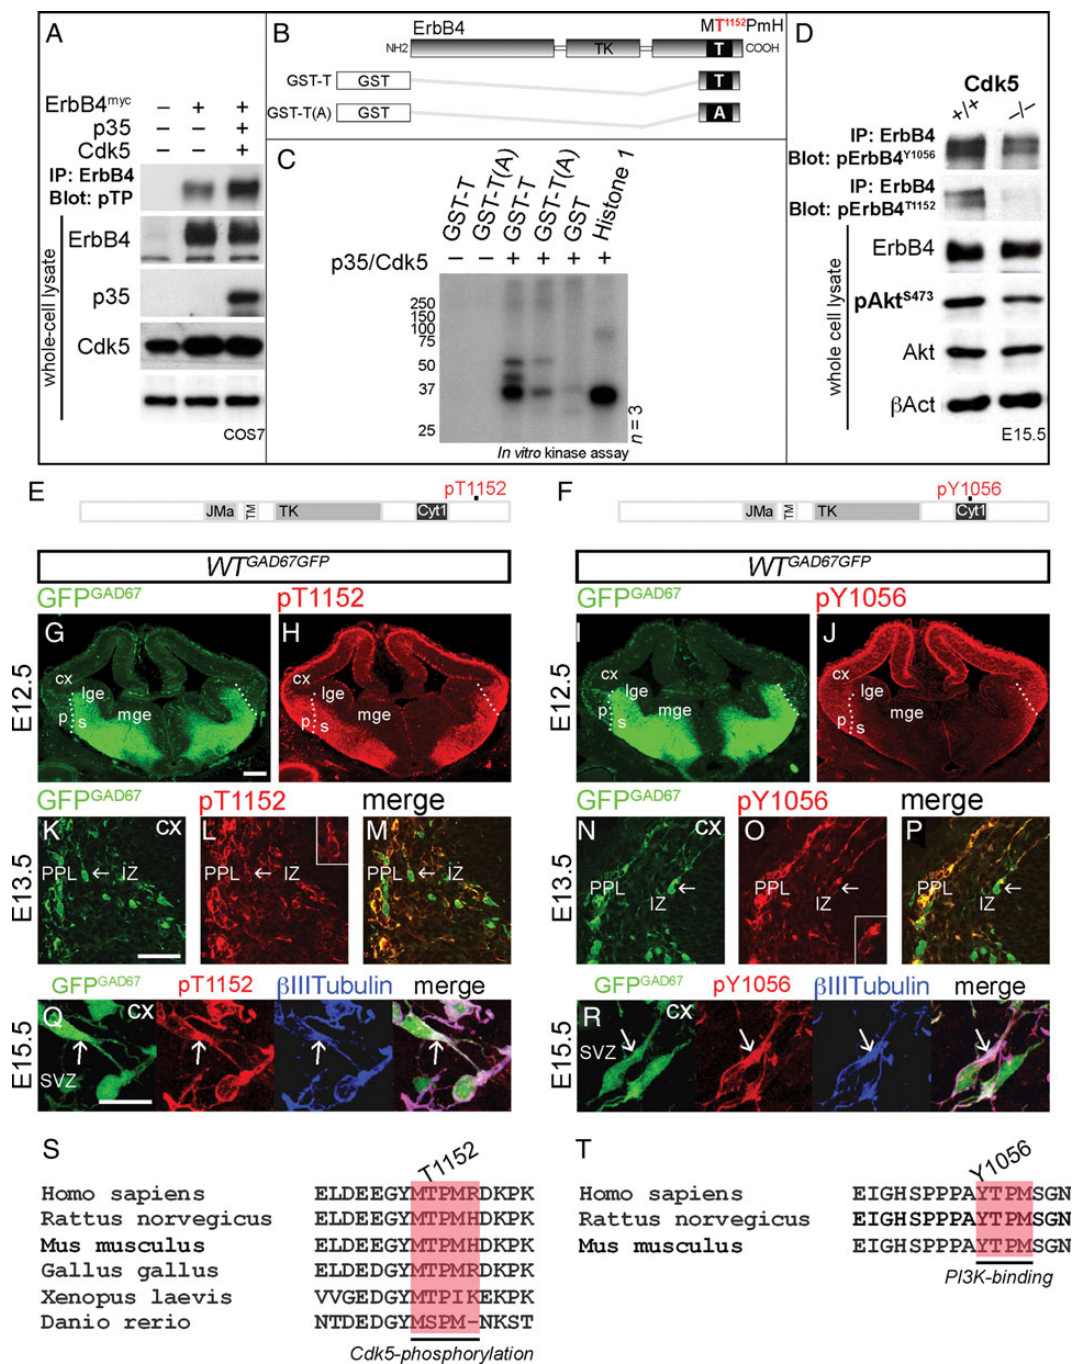 A
ErbB4myc – + +
p35 – – +
Cdk5 – – +
IP: ErbB4
Blot: pTP
ErbB4
p35
Cdk5
whole-cell lysate
COS7
B
ErbB4
MT1152PmH
NH2
TK
T
COOH
GST-T
GST
T
GST-T(A)
GST
A
C
GST-T
GST-T(A)
GST-T
GST-T(A)
GST
Histone 1
p35/Cdk5 – – + + + +
250
150
100
75
50
37
25
n = 3
In vitro kinase assay
D
Cdk5
+/+ –/–
IP: ErbB4
Blot: pErbB4Y1056
IP: ErbB4
Blot: pErbB4T1152
ErbB4
pAktS473
Akt
βAct
whole cell lysate
E15.5
E
pT1152
JMa TM TK Cyt1
F
pY1056
JMa TM TK Cyt1
WTGAD67GFP
WTGAD67GFP
GFPGAD67 pT1152
GFPGAD67 pY1056
E12.5
G
cx
lge
mge
p
s
H
cx
lge
mge
p
s
E12.5
I
cx
lge
mge
p
s
J
cx
lge
mge
p
s
GFPGAD67 pT1152 merge
GFPGAD67 pY1056 merge
E13.5
K
cx
PPL ← IZ
L
PPL ← IZ
M
PPL ← IZ
E13.5
N
cx
PPL
IZ
O
PPL
IZ
P
PPL
IZ
GFPGAD67 pT1152 βIIITubulin merge
GFPGAD67 pY1056 βIIITubulin merge
E15.5
Q
cx
SVZ
E15.5
R
cx
SVZ
S
T1152
Homo sapiens ELDEEGYMTPMRDKPK
Rattus norvegicus ELDEEGYMTPMHDKPK
Mus musculus ELDEEGYMTPMHDKPK
Gallus gallus ELDEDGYMTPMRDKPK
Xenopus laevis VVGEDGYMTPIKEKPK
Danio rerio NTDEDGYMSPM-NKST
Cdk5-phosphorylation
T
Y1056
Homo sapiens EIGHSPPPAYTPMSGN
Rattus norvegicus EIGHSPPPAYTPMSGN
Mus musculus EIGHSPPPAYTPMSGN
PI3K-binding